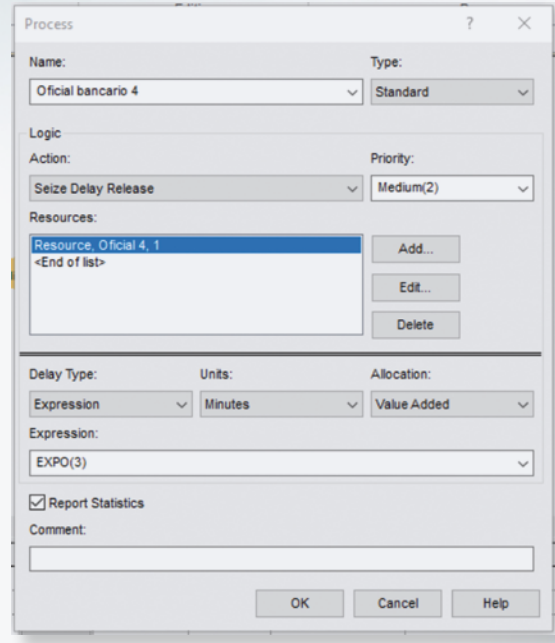 Process
?
Name:
Type:
Oficial bancario 4
Standard
Logic
Action:
Priority:
Seize Delay Release
Medium(2)
Resources:
Resource, Oficial 4, 1
<End of list>
Add...
Edit...
Delete
Delay Type:
Units:
Allocation:
Expression
Minutes
Value Added
Expression:
EXPO(3)
Report Statistics
Comment:
OK
Cancel
Help